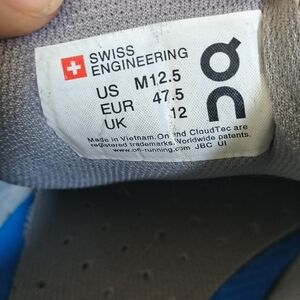 SWISS
ENGINEERING
US M12.5
EUR 47.5
UK 12
Made in Vietnam. On and CloudTec are
registered trademarks. Worldwide patents.
www.on-running.com JBC UI
On